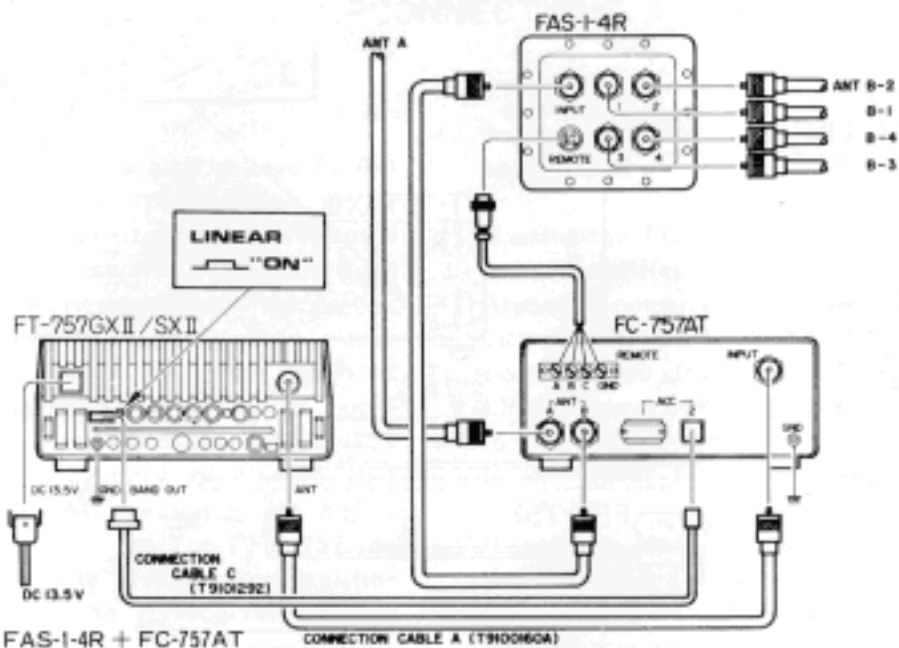 FAS-1-4R
ANT A
INPUT
1
2
ANT B-2
B-1
REMOTE
3
4
B-4
B-3
LINEAR
"ON"
FT-757GXII/SXII
FC-757AT
REMOTE
INPUT
A B C GND
ANT
A
B
ACC
1
2
GND
DC 13.5V
GND
BAND OUT
ANT
DC 13.5V
CONNECTION
CABLE C
(T9101292)
FAS-1-4R + FC-757AT
CONNECTION CABLE A (T9100160A)